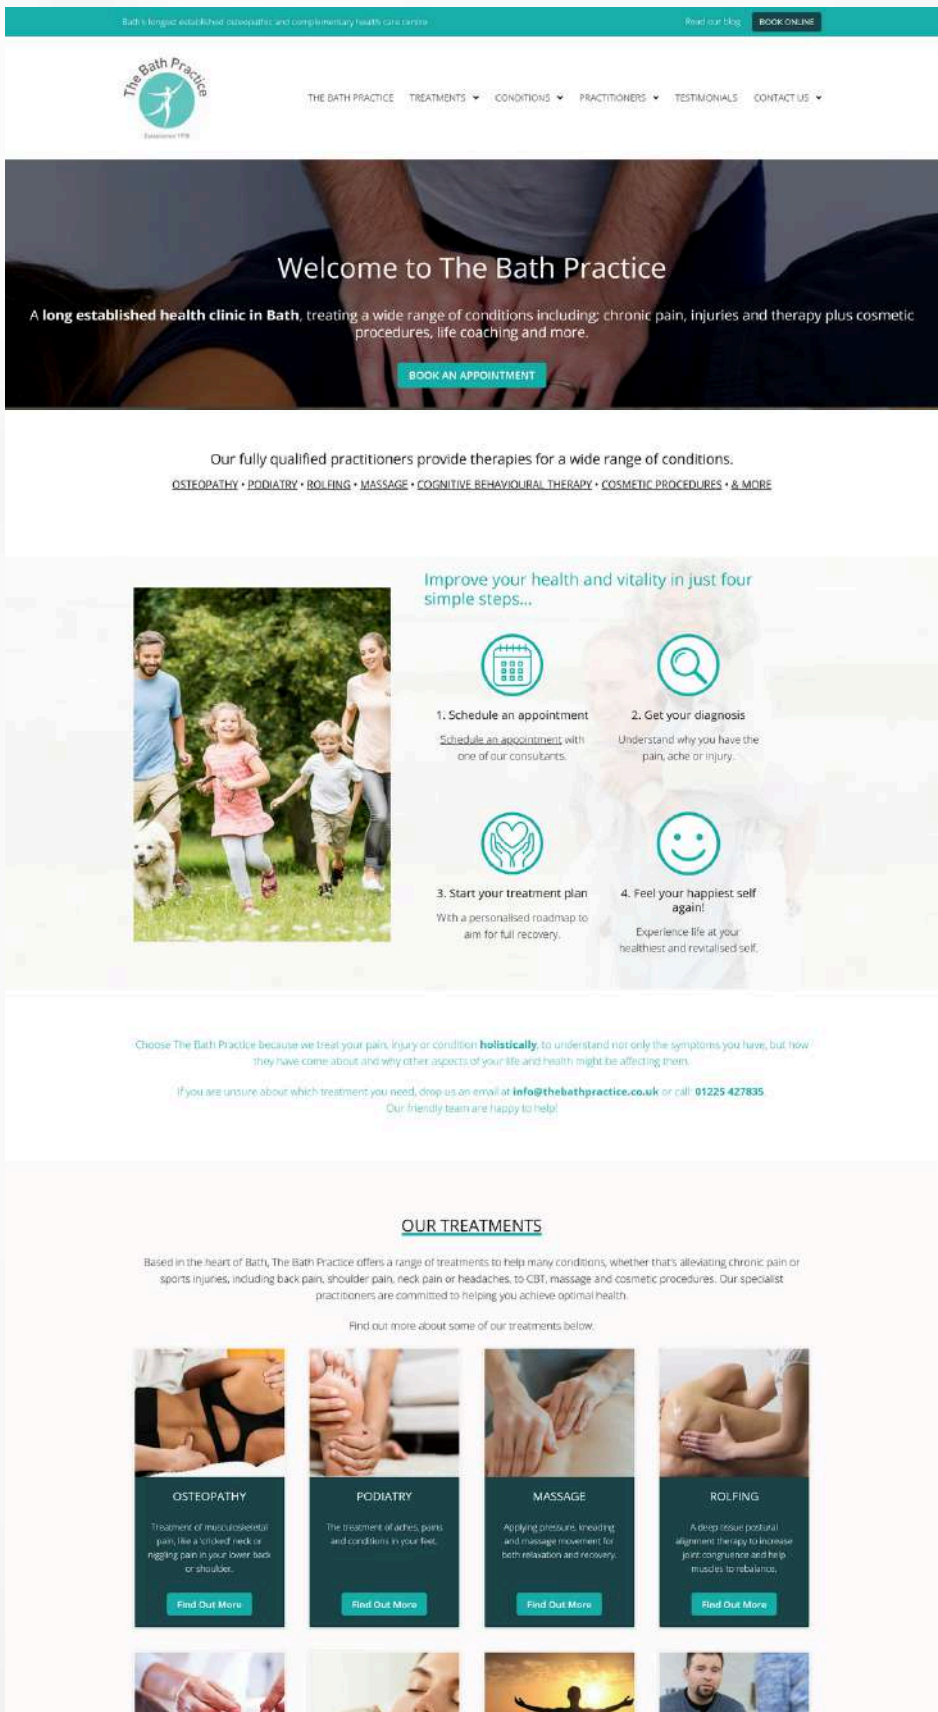 Bath's longest established osteopathic and complementary health care centre
Read our blog
BOOK ONLINE
The Bath Practice
THE BATH PRACTICE
TREATMENTS
CONDITIONS
PRACTITIONERS
TESTIMONIALS
CONTACT US
Welcome to The Bath Practice
A long established health clinic in Bath, treating a wide range of conditions including; chronic pain, injuries and therapy plus cosmetic
procedures, life coaching and more.
BOOK AN APPOINTMENT
Our fully qualified practitioners provide therapies for a wide range of conditions.
OSTEOPATHY • PODIATRY • ROLFING • MASSAGE • COGNITIVE BEHAVIOURAL THERAPY • COSMETIC PROCEDURES • & MORE
Improve your health and vitality in just four
simple steps...
1. Schedule an appointment
Schedule an appointment with
one of our consultants.
2. Get your diagnosis
Understand why you have the
pain, ache or injury.
3. Start your treatment plan
With a personalised roadmap to
aim for full recovery.
4. Feel your happiest self
again!
Experience life at your
healthiest and revitalised self.
Choose The Bath Practice because we treat your pain, injury or condition holistically, to understand not only the symptoms you have, but how
they have come about and why other aspects of your life and health might be affecting them.
If you are unsure about which treatment you need, drop us an email at info@thebathpractice.co.uk or call: 01225 427835.
Our friendly team are happy to help!
OUR TREATMENTS
Based in the heart of Bath, The Bath Practice offers a range of treatments to help many conditions, whether that's alleviating chronic pain or
sports injuries, including back pain, shoulder pain, neck pain or headaches, to CBT, massage and cosmetic procedures. Our specialist
practitioners are committed to helping you achieve optimal health.
Find out more about some of our treatments below.
OSTEOPATHY
Treatment of musculoskeletal
pain, like a 'cricked' neck or
niggling pain in your lower back
or shoulder.
Find Out More
PODIATRY
The treatment of aches, pains
and conditions in your feet.
Find Out More
MASSAGE
Applying pressure, kneading
and massage movement for
both relaxation and recovery.
Find Out More
ROLFING
A deep tissue postural
alignment therapy to increase
joint congruence and help
muscles to rebalance.
Find Out More